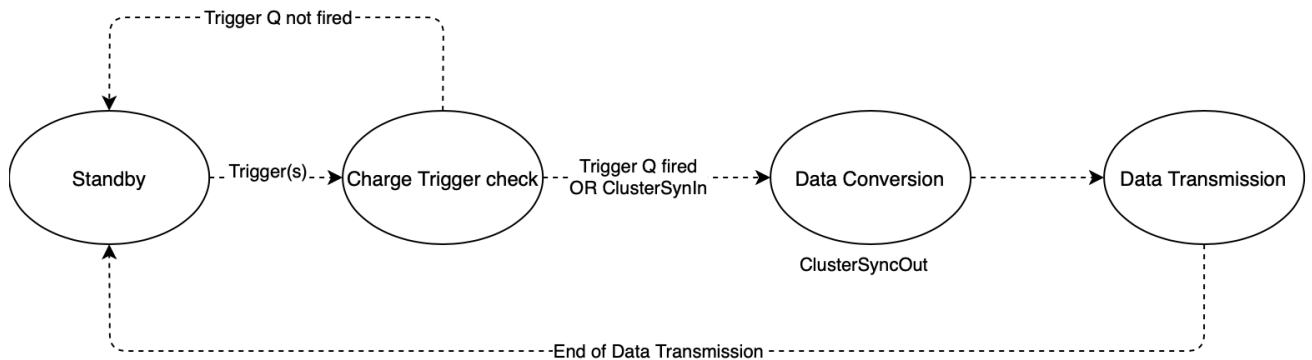 Trigger Q not fired
Standby
Trigger(s)
Charge Trigger check
Trigger Q fired
OR ClusterSynIn
Data Conversion
Data Transmission
ClusterSyncOut
End of Data Transmission